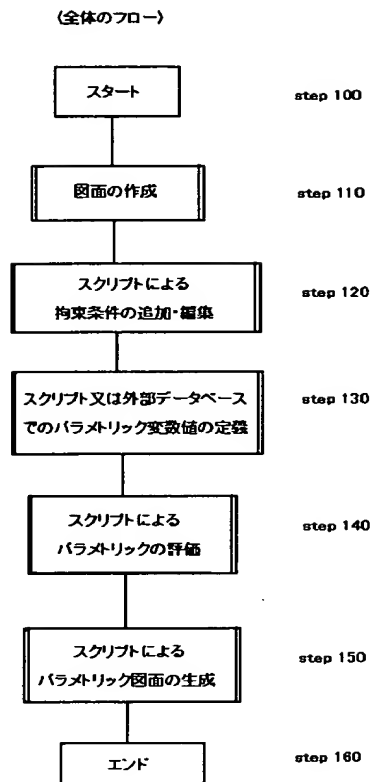 〈全体のフロー〉
スタート
step 100
図面の作成
step 110
スクリプトによる
拘束条件の追加・編集
step 120
スクリプト又は外部データベース
でのパラメトリック変数値の定義
step 130
スクリプトによる
パラメトリックの評価
step 140
スクリプトによる
パラメトリック図面の生成
step 150
エンド
step 160